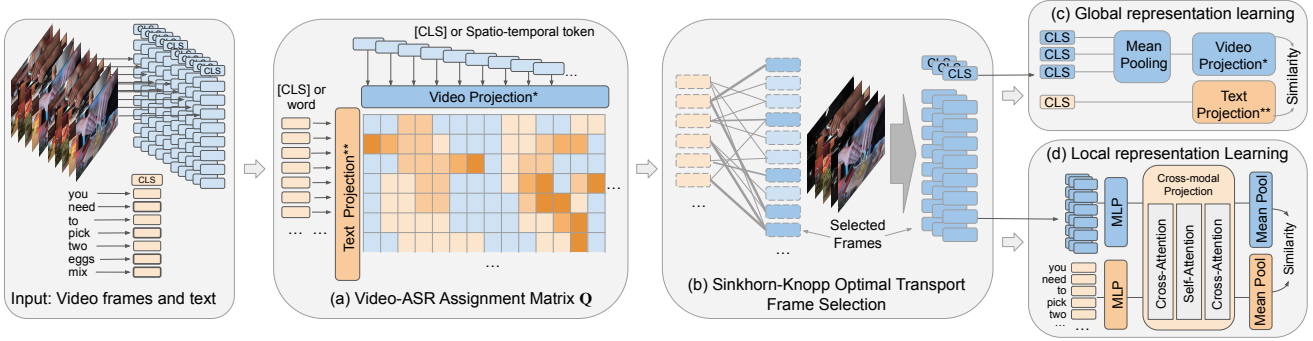 CLS
CLS
you
need
to
pick
two
eggs
mix
Input: Video frames and text
[CLS] or Spatio-temporal token
...
[CLS] or
word
Video Projection*
Text Projection**
...
...
...
(a) Video-ASR Assignment Matrix Q
...
...
Selected
Frames
CLS
(b) Sinkhorn-Knopp Optimal Transport
Frame Selection
(c) Global representation learning
CLS
CLS
CLS
Mean
Pooling
Video
Projection*
CLS
Text
Projection**
Similarity
(d) Local representation Learning
MLP
Cross-modal
Projection
Cross-Attention
Self-Attention
Cross-Attention
Mean Pool
you
need
to
pick
two
...
...
MLP
Mean Pool
Similarity